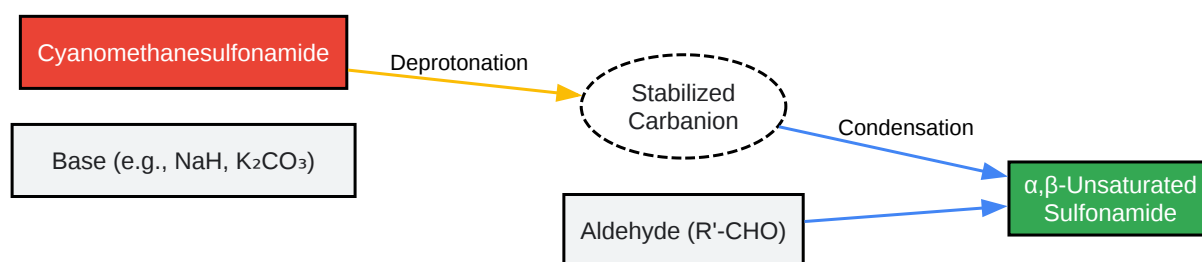 Cyanomethanesulfonamide
Deprotonation
Stabilized
Carbanion
Base (e.g., NaH, K₂CO₃)
Condensation
Aldehyde (R'-CHO)
α,β-Unsaturated
Sulfonamide